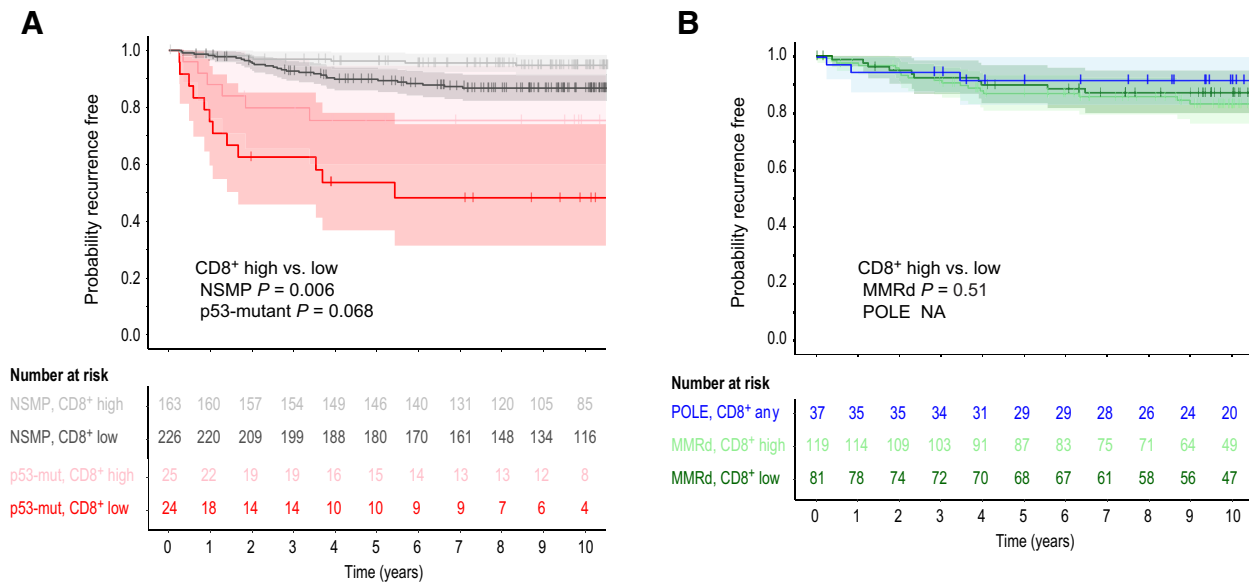 A
1.0
0.8
0.6
0.4
0.2
0.0
Probability recurrence free
CD8+ high vs. low
NSMP P = 0.006
p53-mutant P = 0.068
Number at risk
NSMP, CD8+ high 163 160 157 154 149 146 140 131 120 105 85
NSMP, CD8+ low 226 220 209 199 188 180 170 161 148 134 116
p53-mut, CD8+ high 25 22 19 19 16 15 14 13 13 12 8
p53-mut, CD8+ low 24 18 14 14 10 10 9 9 7 6 4
0 1 2 3 4 5 6 7 8 9 10
Time (years)
B
1.0
0.8
0.6
0.4
0.2
0.0
Probability recurrence free
CD8+ high vs. low
MMRd P = 0.51
POLE NA
Number at risk
POLE, CD8+ any 37 35 35 34 31 29 29 28 26 24 20
MMRd, CD8+ high 119 114 109 103 91 87 83 75 71 64 49
MMRd, CD8+ low 81 78 74 72 70 68 67 61 58 56 47
0 1 2 3 4 5 6 7 8 9 10
Time (years)